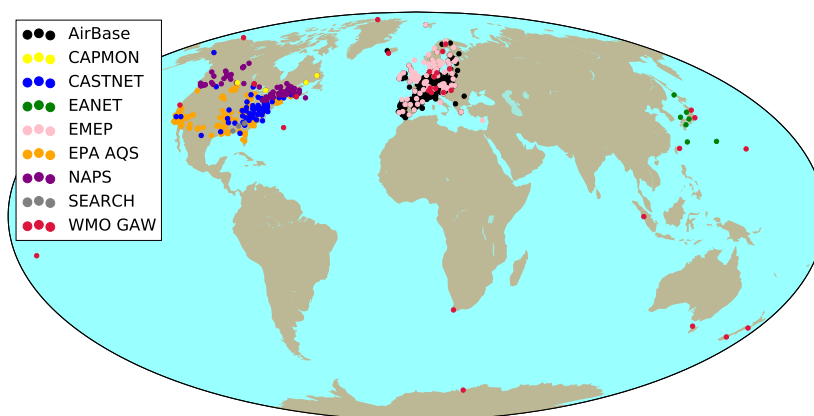 AirBase
CAPMON
CASTNET
EANET
EMEP
EPA AQS
NAPS
SEARCH
WMO GAW